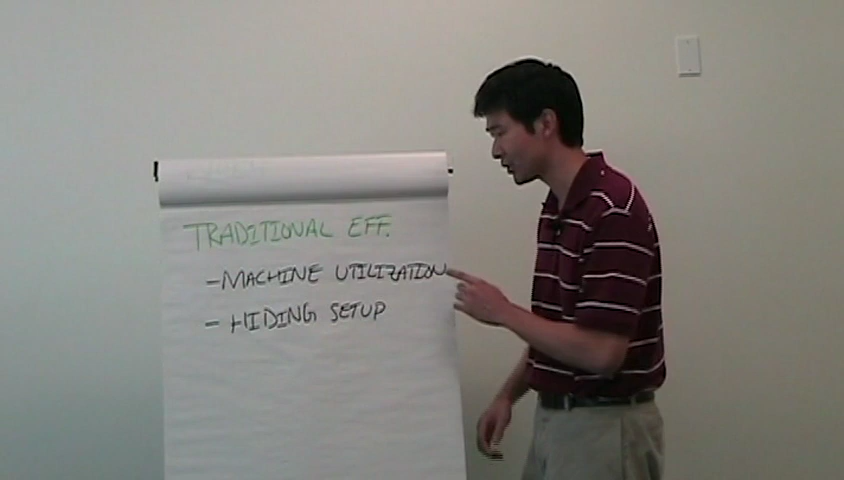 TRADITIONAL EFF.
- MACHINE UTILIZATION
- HIDING SETUP